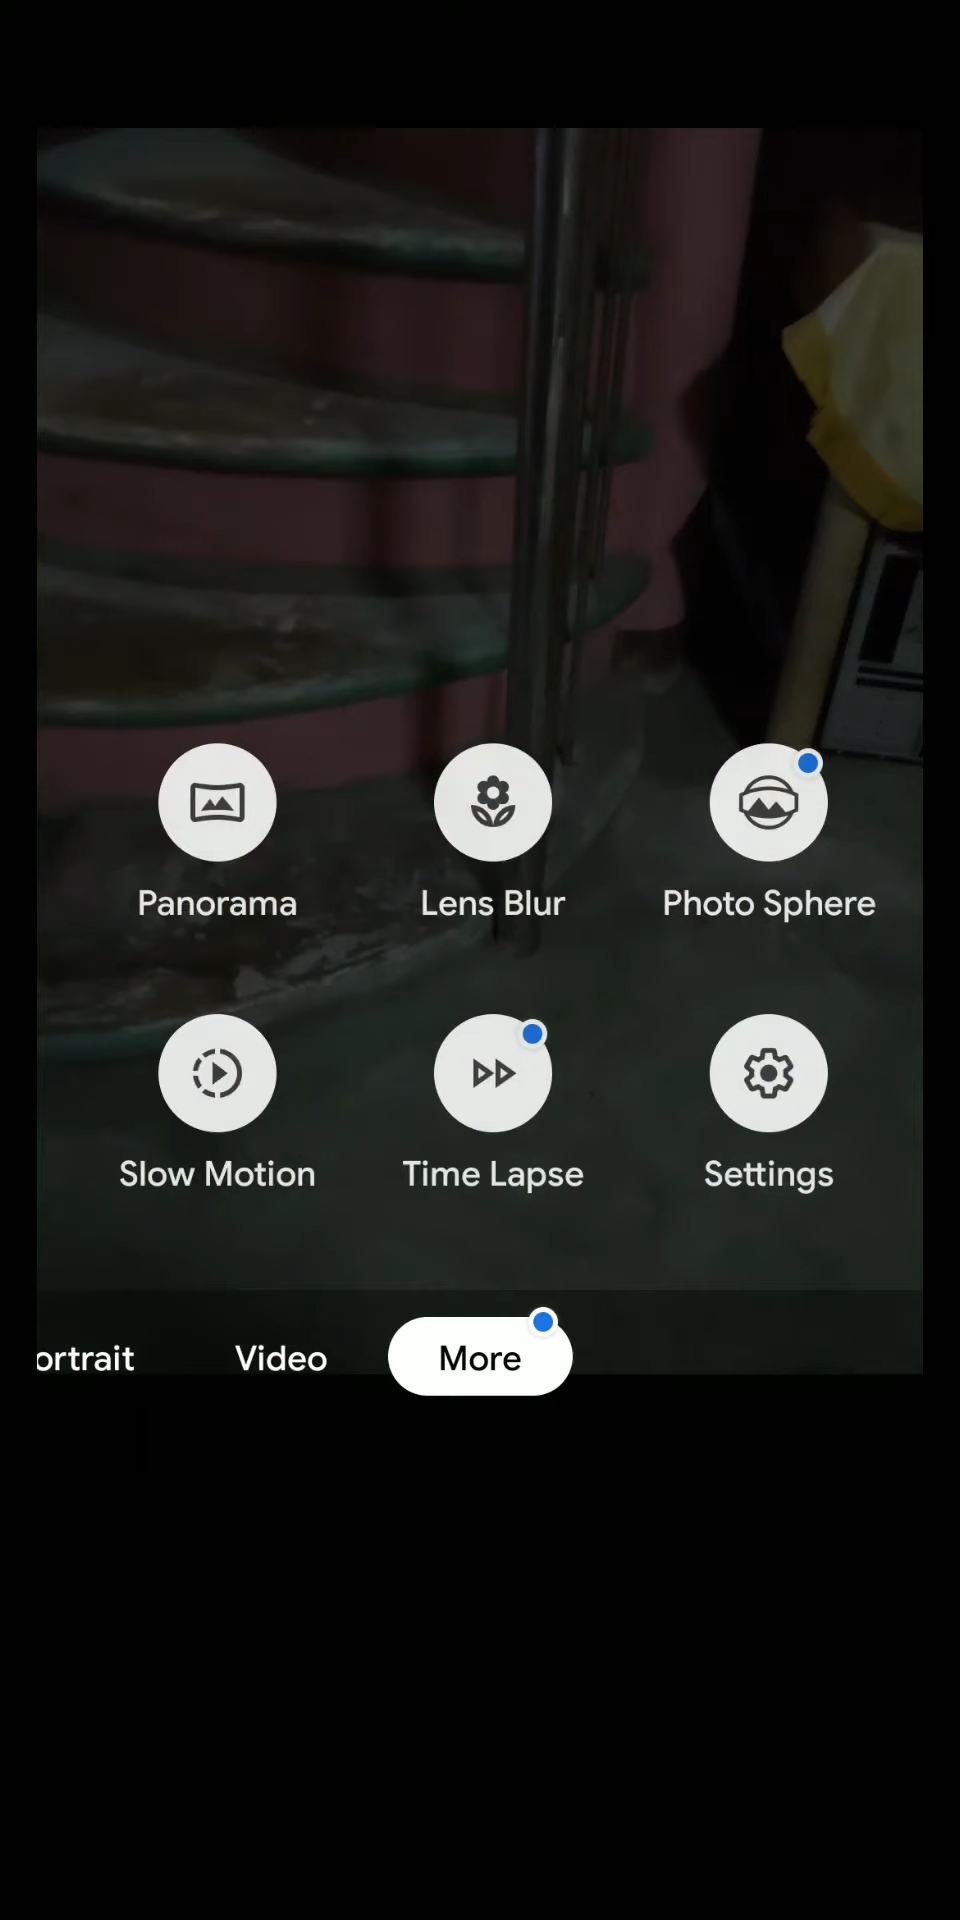 Panorama
Lens Blur
Photo Sphere
Slow Motion
Time Lapse
Settings
ortrait
Video
More